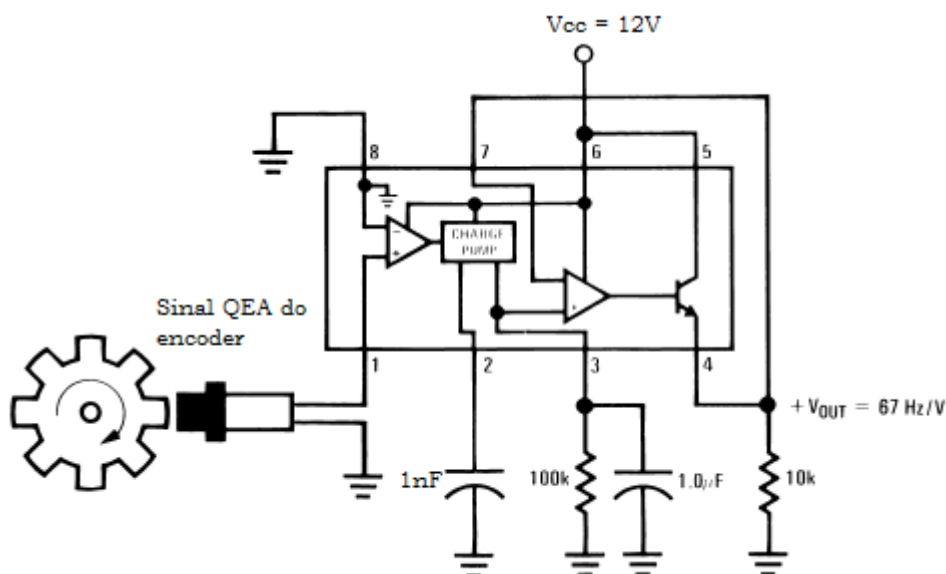 Vcc = 12V
8
7
6
5
CHARGE
PUMP
Sinal QEA do
encoder
1
2
3
4
+ VOUT = 67 Hz/V
1nF
100k
1.0μF
10k